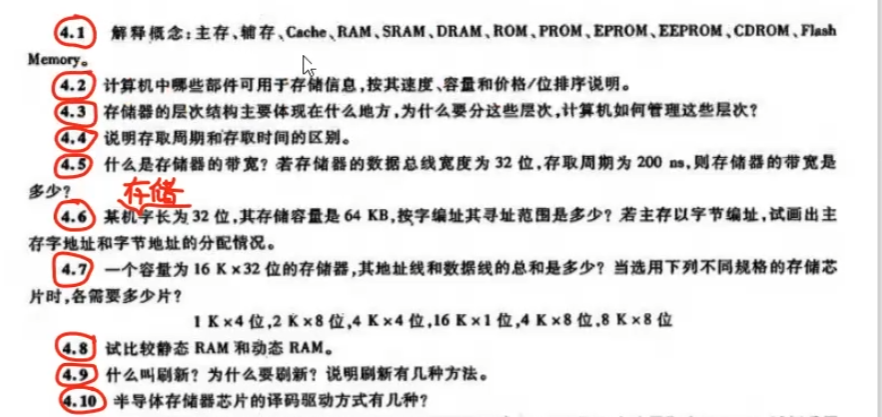 4.1 解释概念:主存、辅存、Cache、RAM、SRAM、DRAM、ROM、PROM、EPROM、EEPROM、CDROM、Flash
Memory。
4.2 计算机中哪些部件可用于存储信息,按其速度、容量和价格/位排序说明。
4.3 存储器的层次结构主要体现在什么地方,为什么要分这些层次,计算机如何管理这些层次?
4.4 说明存取周期和存取时间的区别。
4.5 什么是存储器的带宽? 若存储器的数据总线宽度为 32 位,存取周期为 200 ns,则存储器的带宽是
多少?
存储
4.6 某机字长为 32 位,其存储容量是 64 KB,按字编址其寻址范围是多少? 若主存以字节编址,试画出主
存字地址和字节地址的分配情况。
4.7 一个容量为 16 K×32 位的存储器,其地址线和数据线的总和是多少? 当选用下列不同规格的存储芯
片时,各需要多少片?
1 K×4 位,2 K×8 位,4 K×4 位,16 K×1 位,4 K×8 位,8 K×8 位
4.8 试比较静态 RAM 和动态 RAM。
4.9 什么叫刷新? 为什么要刷新? 说明刷新有几种方法。
4.10 半导体存储器芯片的译码驱动方式有几种?